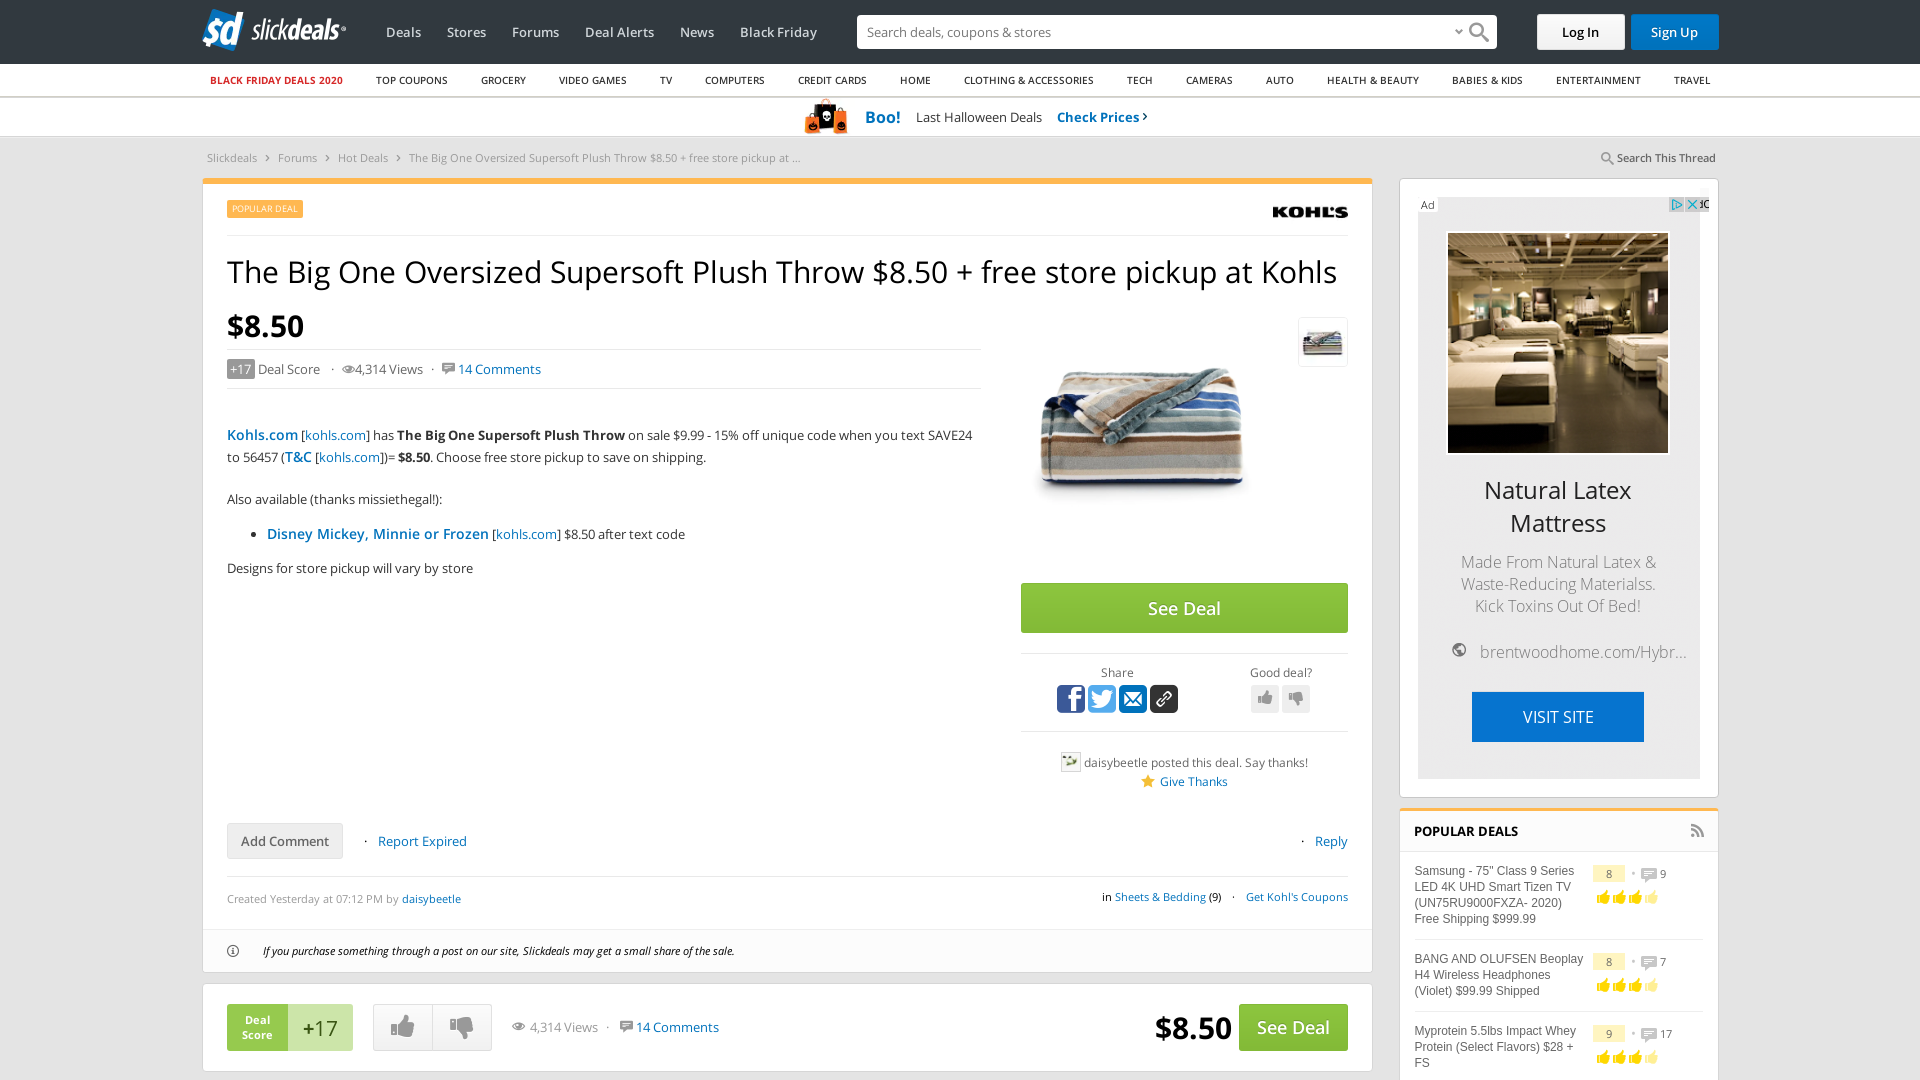 slickdeals
Deals
Stores
Forums
Deal Alerts
News
Black Friday
Search deals, coupons & stores
Log In
Sign Up
BLACK FRIDAY DEALS 2020
TOP COUPONS
GROCERY
VIDEO GAMES
TV
COMPUTERS
CREDIT CARDS
HOME
CLOTHING & ACCESSORIES
TECH
CAMERAS
AUTO
HEALTH & BEAUTY
BABIES & KIDS
ENTERTAINMENT
TRAVEL
Boo! Last Halloween Deals Check Prices ›
Slickdeals › Forums › Hot Deals › The Big One Oversized Supersoft Plush Throw $8.50 + free store pickup at ...
Search This Thread
POPULAR DEAL
KOHL'S
The Big One Oversized Supersoft Plush Throw $8.50 + free store pickup at Kohls
$8.50
+17 Deal Score · 4,314 Views · 14 Comments
Kohls.com [kohls.com] has The Big One Supersoft Plush Throw on sale $9.99 - 15% off unique code when you text SAVE24
to 56457 (T&C [kohls.com])= $8.50. Choose free store pickup to save on shipping.
Also available (thanks missiethegal!):
• Disney Mickey, Minnie or Frozen [kohls.com] $8.50 after text code
Designs for store pickup will vary by store
See Deal
Share
Good deal?
daisybeetle posted this deal. Say thanks!
Give Thanks
Add Comment · Report Expired
· Reply
Created Yesterday at 07:12 PM by daisybeetle
in Sheets & Bedding (9) · Get Kohl's Coupons
If you purchase something through a post on our site, Slickdeals may get a small share of the sale.
Deal
Score
+17
4,314 Views · 14 Comments
$8.50
See Deal
Ad
Natural Latex
Mattress
Made From Natural Latex &
Waste-Reducing Materialss.
Kick Toxins Out Of Bed!
brentwoodhome.com/Hybr...
VISIT SITE
POPULAR DEALS
Samsung - 75" Class 9 Series
LED 4K UHD Smart Tizen TV
(UN75RU9000FXZA- 2020)
Free Shipping $999.99
8 • 9
BANG AND OLUFSEN Beoplay
H4 Wireless Headphones
(Violet) $99.99 Shipped
8 • 7
Myprotein 5.5lbs Impact Whey
Protein (Select Flavors) $28 +
FS
9 • 17